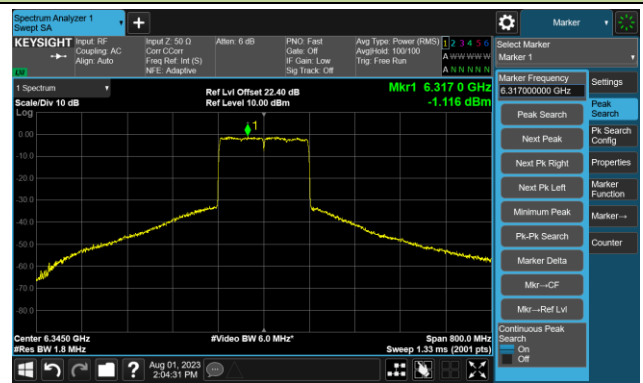 Spectrum Analyzer 1
Swept SA
Marker
KEYSIGHT
Input: RF
Coupling: AC
Align: Auto
Input Z: 50 Ω
Corr CCorr
Freq Ref: Int (S)
NFE: Adaptive
Atten: 6 dB
PNO: Fast
Gate: Off
IF Gain: Low
Sig Track: Off
Avg Type: Power (RMS)
Avg|Hold: 100/100
Trig: Free Run
1 2 3 4 5 6
A W W W W W
A N N N N N
LW
Select Marker
Marker 1
1 Spectrum
Scale/Div 10 dB
Log
Ref Lvl Offset 22.40 dB
Ref Level 10.00 dBm
Mkr1 6.317 0 GHz
-1.116 dBm
1
0.00
-10.0
-20.0
-30.0
-40.0
-50.0
-60.0
-70.0
-80.0
Center 6.3450 GHz
#Res BW 1.8 MHz
#Video BW 6.0 MHz*
Span 800.0 MHz
Sweep 1.33 ms (2001 pts)
Marker Frequency
6.317000000 GHz
Peak Search
Next Peak
Next Pk Right
Next Pk Left
Minimum Peak
Pk-Pk Search
Marker Delta
Mkr→CF
Mkr→Ref Lvl
Continuous Peak
Search
On
Off
Settings
Peak
Search
Pk Search
Config
Properties
Marker
Function
Marker→
Counter
?
Aug 01, 2023
2:04:31 PM